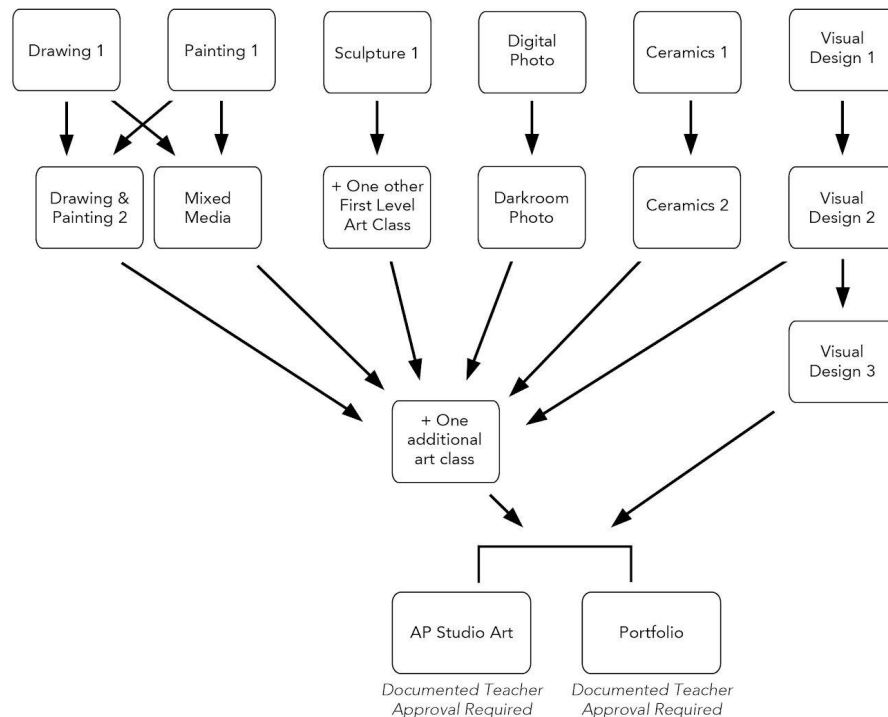 Drawing 1
Painting 1
Sculpture 1
Digital
Photo
Ceramics 1
Visual
Design 1
Drawing &
Painting 2
Mixed
Media
+ One other
First Level
Art Class
Darkroom
Photo
Ceramics 2
Visual
Design 2
Visual
Design 3
+ One
additional
art class
AP Studio Art
Portfolio
Documented Teacher
Approval Required
Documented Teacher
Approval Required